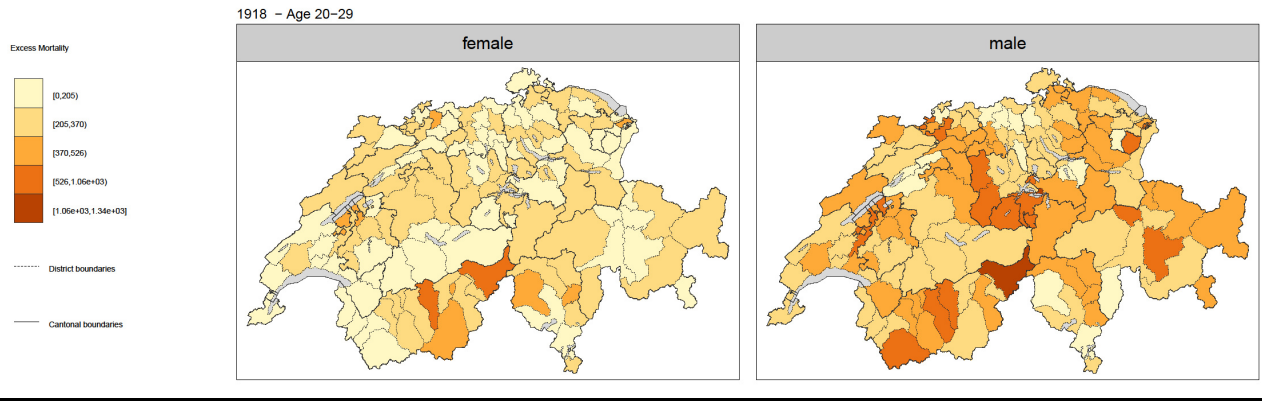 1918 – Age 20–29
female
male
Excess Mortality
[0,205)
[205,370)
[370,526)
[526,1.06e+03)
[1.06e+03,1.34e+03]
District boundaries
Cantonal boundaries